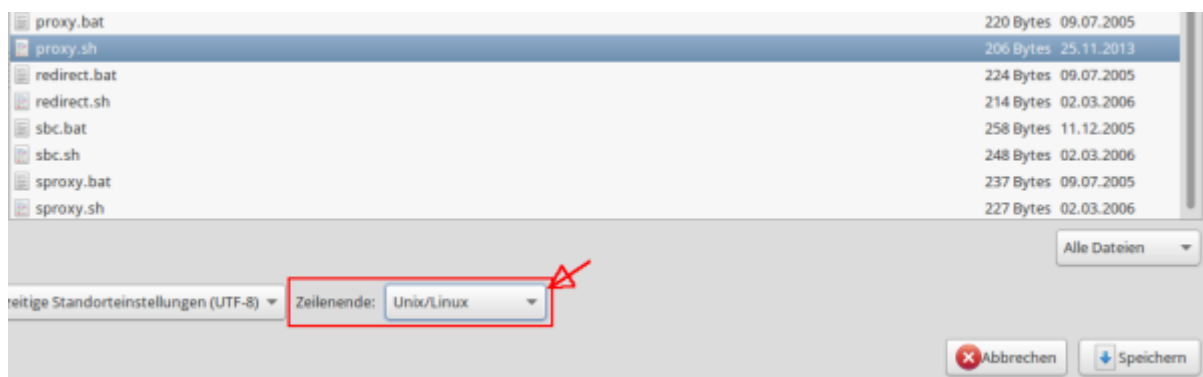 proxy.bat 220 Bytes 09.07.2005
proxy.sh 206 Bytes 25.11.2013
redirect.bat 224 Bytes 09.07.2005
redirect.sh 214 Bytes 02.03.2006
sbc.bat 258 Bytes 11.12.2005
sbc.sh 248 Bytes 02.03.2006
sproxy.bat 237 Bytes 09.07.2005
sproxy.sh 227 Bytes 02.03.2006
Alle Dateien
zeitige Standorteinstellungen (UTF-8) Zeilenende: Unix/Linux
Abbrechen Speichern